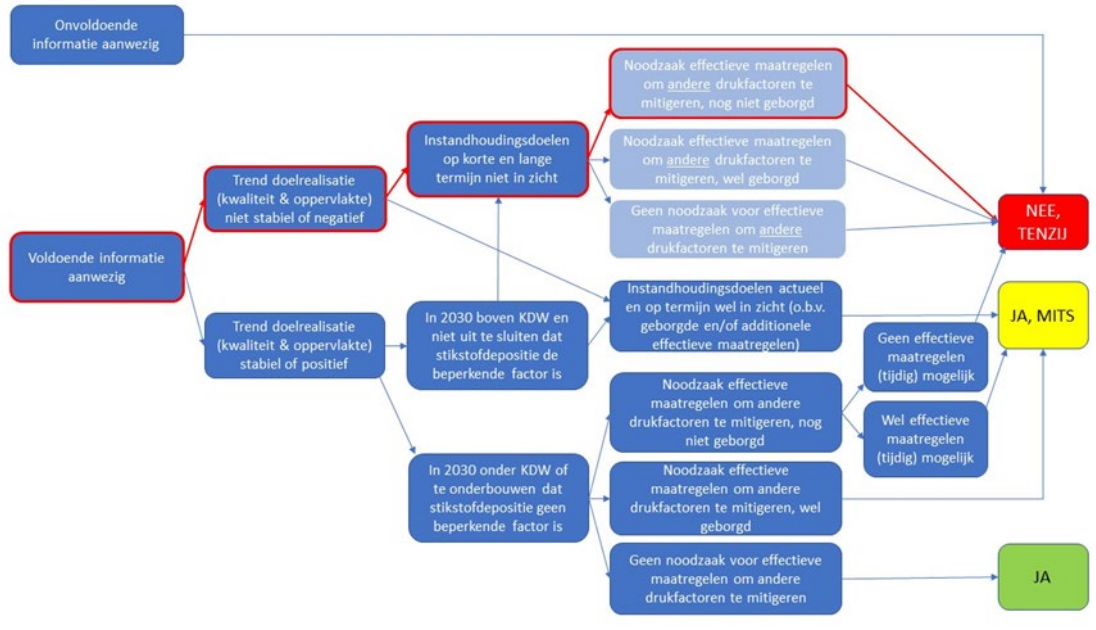 Onvoldoende
informatie aanwezig
Noodzaak effectieve maatregelen
om andere drukfactoren te
mitigeren, nog niet geborgd
Instandhoudingsdoelen
op korte en lange
termijn niet in zicht
Noodzaak effectieve maatregelen
om andere drukfactoren te
mitigeren, wel geborgd
Trend doelrealisatie
(kwaliteit & oppervlakte)
niet stabiel of negatief
Geen noodzaak voor effectieve
maatregelen om andere
drukfactoren te mitigeren
NEE,
TENZIJ
Voldoende informatie
aanwezig
Trend doelrealisatie
(kwaliteit & oppervlakte)
stabiel of positief
In 2030 boven KDW en
niet uit te sluiten dat
stikstofdepositie de
beperkende factor is
Instandhoudingsdoelen actueel
en op termijn wel in zicht (o.b.v.
geborgde en/of additionele
effectieve maatregelen)
JA, MITS
Geen effectieve
maatregelen
(tijdig) mogelijk
Noodzaak effectieve
maatregelen om andere
drukfactoren te mitigeren, nog
niet geborgd
Wel effectieve
maatregelen
(tijdig) mogelijk
In 2030 onder KDW of
te onderbouwen dat
stikstofdepositie geen
beperkende factor is
Noodzaak effectieve
maatregelen om andere
drukfactoren te mitigeren, wel
geborgd
Geen noodzaak voor effectieve
maatregelen om andere
drukfactoren te mitigeren
JA